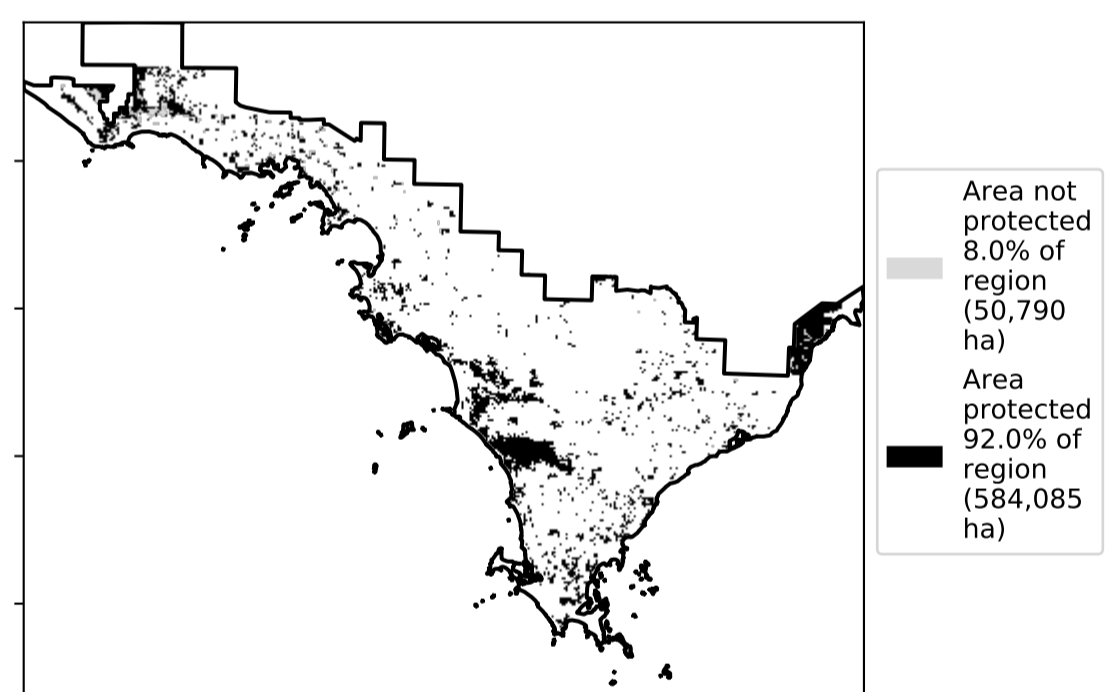 Area not
protected
8.0% of
region
(50,790
ha)
Area
protected
92.0% of
region
(584,085
ha)